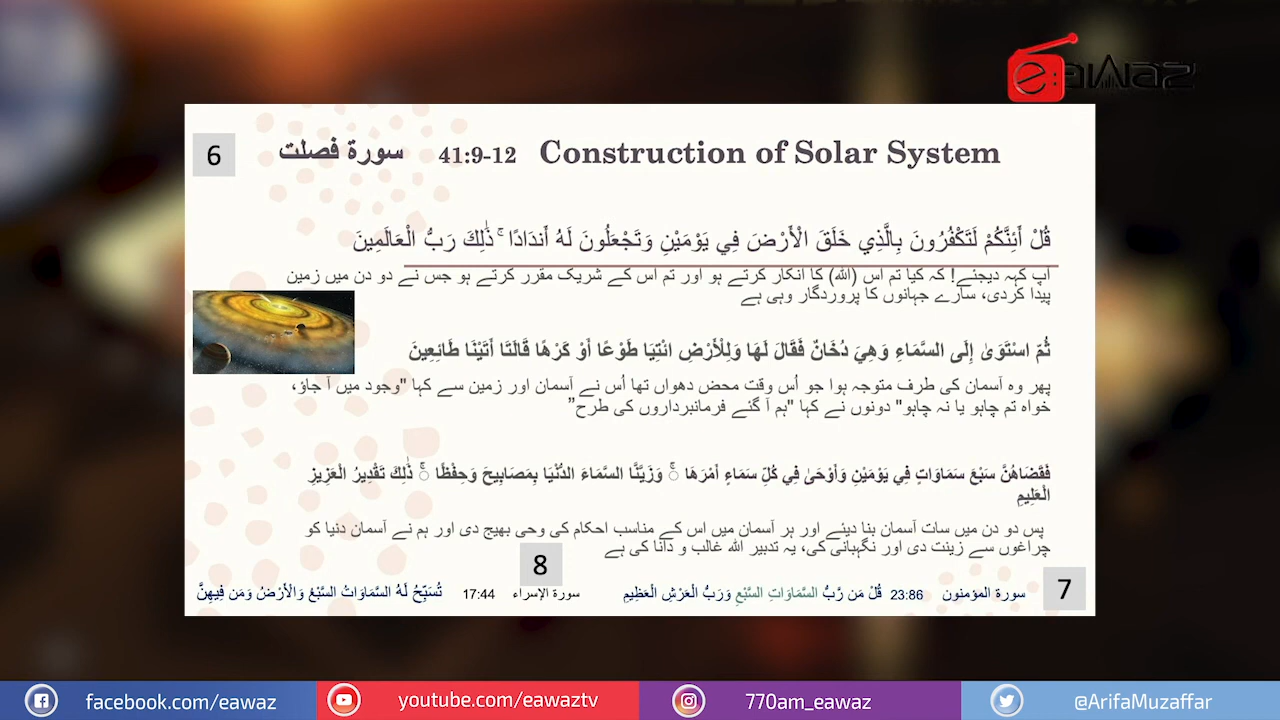 eawaz
6
سورة فصلت 41:9-12 Construction of Solar System
قُلْ أَئِنَّكُمْ لَتَكْفُرُونَ بِالَّذِي خَلَقَ الْأَرْضَ فِي يَوْمَيْنِ وَتَجْعَلُونَ لَهُ أَندَادًا ۚ ذَٰلِكَ رَبُّ الْعَالَمِينَ
آپ کہہ دیجئے! کہ کیا تم اس (اللہ) کا انکار کرتے ہو اور تم اس کے شریک مقرر کرتے ہو جس نے دو دن میں زمین
پیدا کردی، سارے جہانوں کا پروردگار وہی ہے
ثُمَّ اسْتَوَىٰ إِلَى السَّمَاءِ وَهِيَ دُخَانٌ فَقَالَ لَهَا وَلِلْأَرْضِ ائْتِيَا طَوْعًا أَوْ كَرْهًا قَالَتَا أَتَيْنَا طَائِعِينَ
پھر وہ آسمان کی طرف متوجہ ہوا جو اُس وقت محض دھواں تھا اُس نے آسمان اور زمین سے کہا "وجود میں آ جاؤ،
خواہ تم چاہو یا نہ چاہو" دونوں نے کہا "ہم آ گئے فرمانبرداروں کی طرح”
فَقَضَاهُنَّ سَبْعَ سَمَاوَاتٍ فِي يَوْمَيْنِ وَأَوْحَىٰ فِي كُلِّ سَمَاءٍ أَمْرَهَا ۚ وَزَيَّنَّا السَّمَاءَ الدُّنْيَا بِمَصَابِيحَ وَحِفْظًا ۚ ذَٰلِكَ تَقْدِيرُ الْعَزِيزِ
الْعَلِيمِ
پس دو دن میں سات آسمان بنا دیئے اور ہر آسمان میں اس کے مناسب احکام کی وحی بھیج دی اور ہم نے آسمان دنیا کو
چراغوں سے زینت دی اور نگہبانی کی، یہ تدبیر اللہ غالب و دانا کی ہے
7
سورة المؤمنون 23:86 قُلْ مَن رَّبُّ السَّمَاوَاتِ السَّبْعِ وَرَبُّ الْعَرْشِ الْعَظِيمِ
8
سورة الإسراء 17:44 تُسَبِّحُ لَهُ السَّمَاوَاتُ السَّبْعُ وَالْأَرْضُ وَمَن فِيهِنَّ
facebook.com/eawaz
youtube.com/eawaztv
770am_eawaz
@ArifaMuzaffar